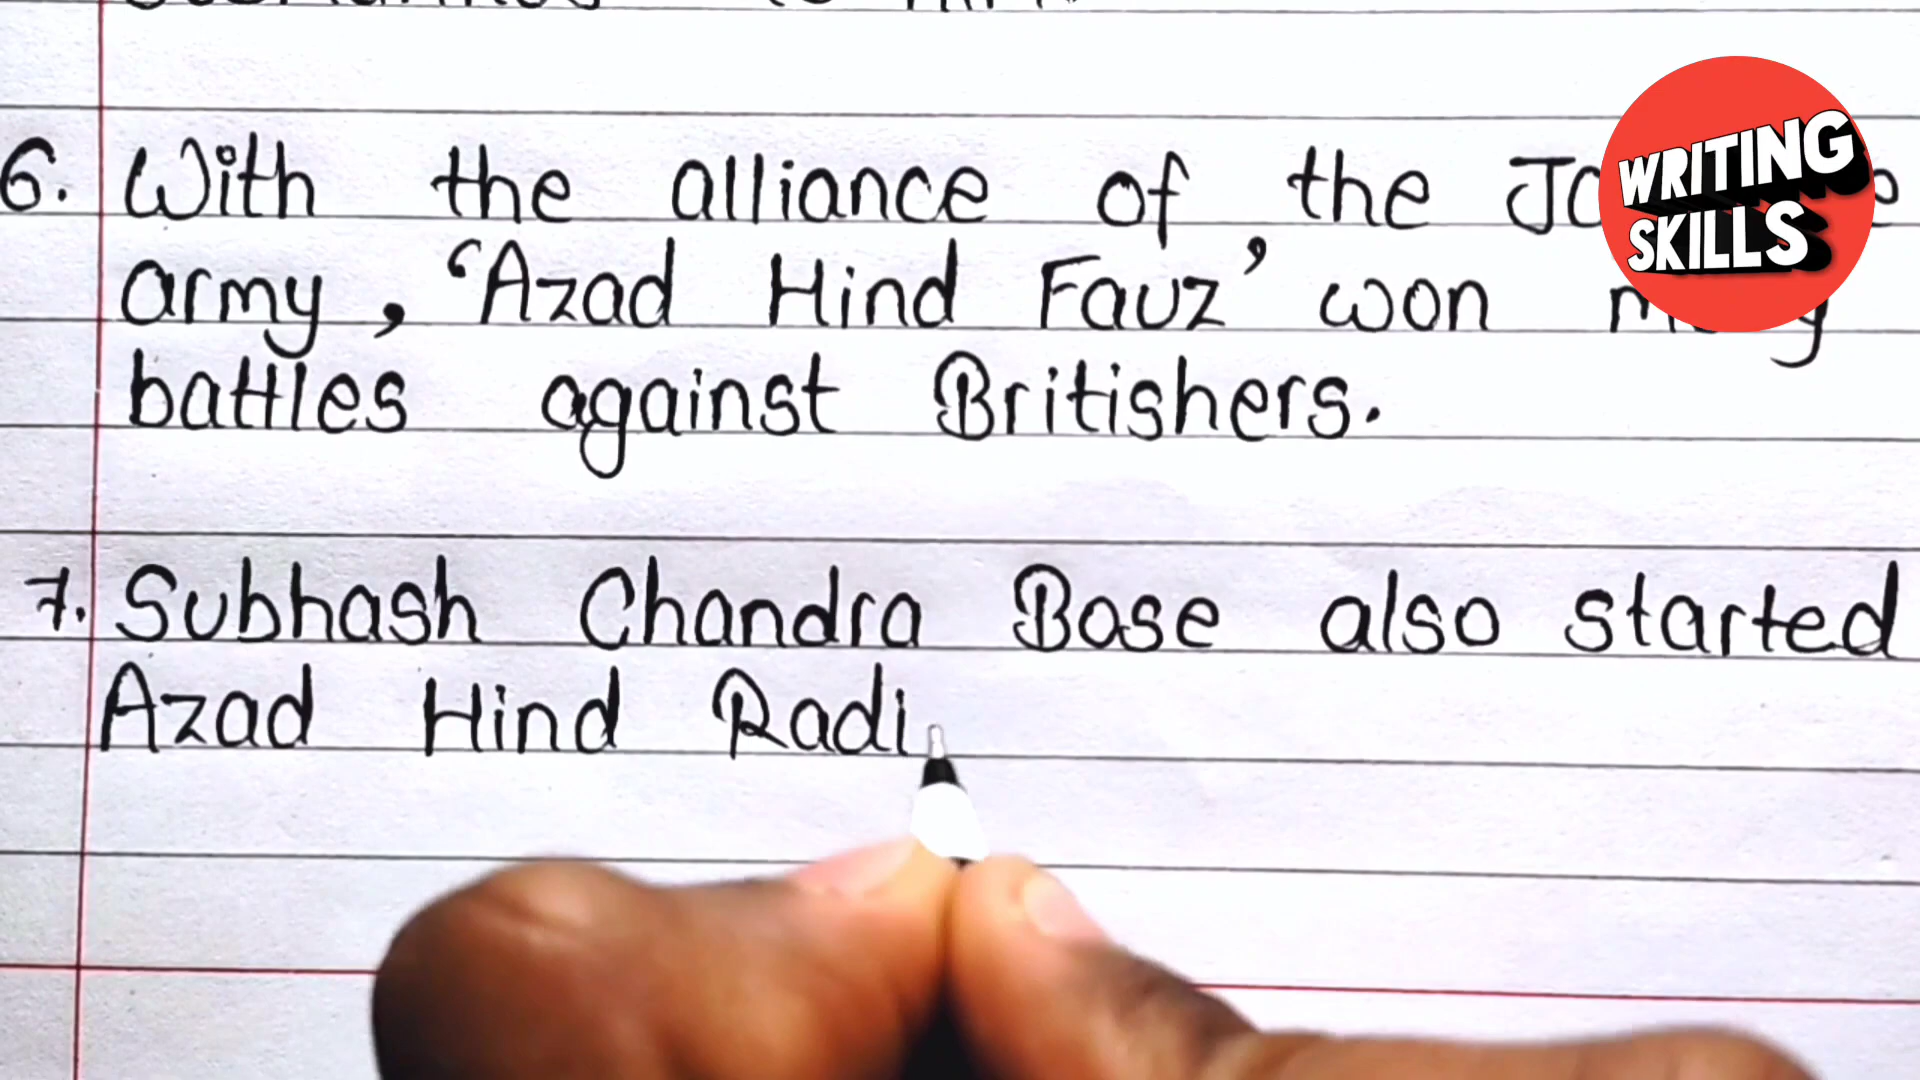 6. With the alliance of the
army, 'Azad Hind Fauz' won
battles against Britishers.
7. Subhash Chandra Bose also started
Azad Hind Radi
WRITING
SKILLS